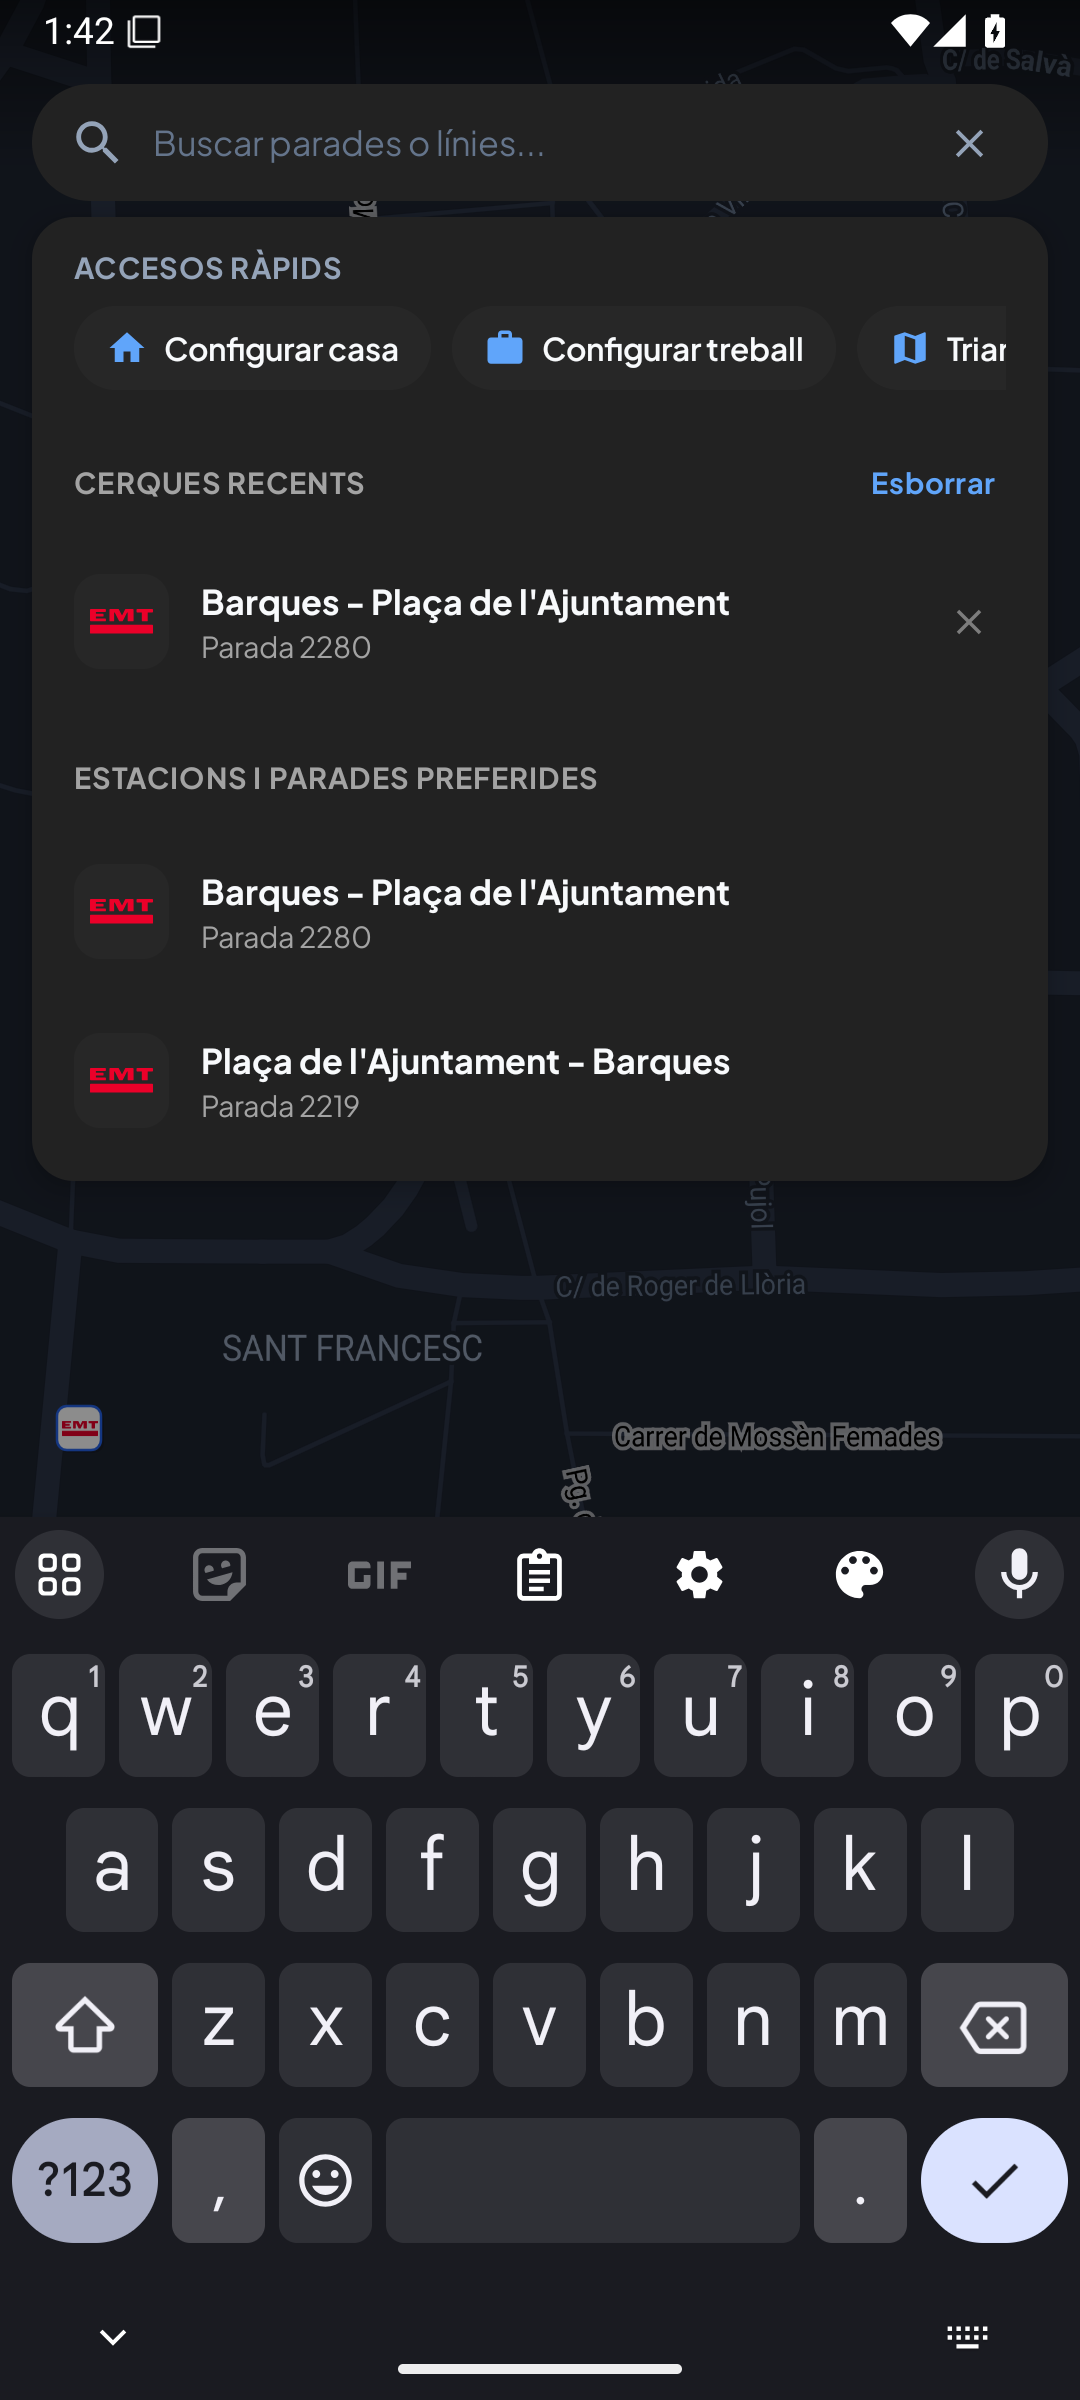 1:42
C/ de Salvà
Buscar parades o línies...
ACCESOS RÀPIDS
Configurar casa
Configurar treball
Triar
CERQUES RECENTS
Esborrar
EMT
Barques - Plaça de l'Ajuntament
Parada 2280
ESTACIONS I PARADES PREFERIDES
EMT
Barques - Plaça de l'Ajuntament
Parada 2280
EMT
Plaça de l'Ajuntament - Barques
Parada 2219
C/ de Roger de Llòria
SANT FRANCESC
EMT
Carrer de Mossèn Femades
Pg.
GIF
q 1 w 2 e 3 r 4 t 5 y 6 u 7 i 8 o 9 p 0
a s d f g h j k l
z x c v b n m
?123 , .